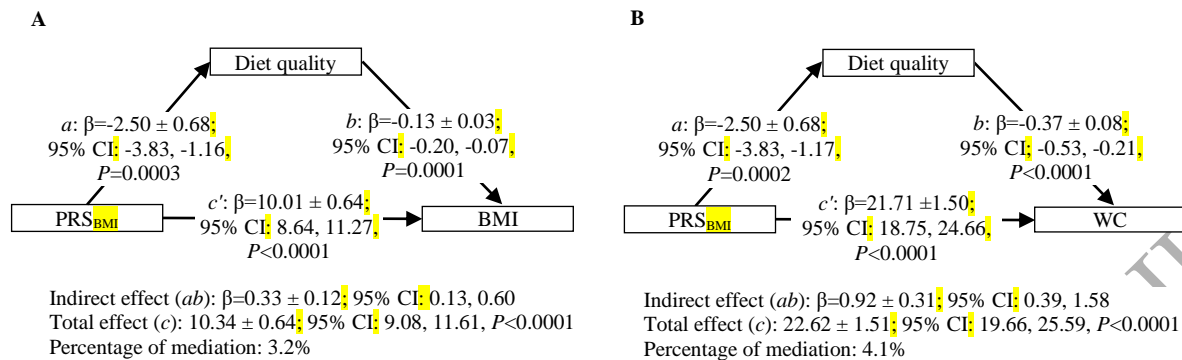 A
Diet quality
a: β=-2.50 ± 0.68;
95% CI: -3.83, -1.16,
P=0.0003
b: β=-0.13 ± 0.03;
95% CI: -0.20, -0.07,
P=0.0001
PRSBMI
c': β=10.01 ± 0.64;
95% CI: 8.64, 11.27,
P<0.0001
BMI
Indirect effect (ab): β=0.33 ± 0.12; 95% CI: 0.13, 0.60
Total effect (c): 10.34 ± 0.64; 95% CI: 9.08, 11.61, P<0.0001
Percentage of mediation: 3.2%
B
Diet quality
a: β=-2.50 ± 0.68;
95% CI: -3.83, -1.17,
P=0.0002
b: β=-0.37 ± 0.08;
95% CI; -0.53, -0.21,
P<0.0001
PRSBMI
c': β=21.71 ±1.50;
95% CI: 18.75, 24.66,
P<0.0001
WC
Indirect effect (ab): β=0.92 ± 0.31; 95% CI: 0.39, 1.58
Total effect (c): 22.62 ± 1.51; 95% CI: 19.66, 25.59, P<0.0001
Percentage of mediation: 4.1%